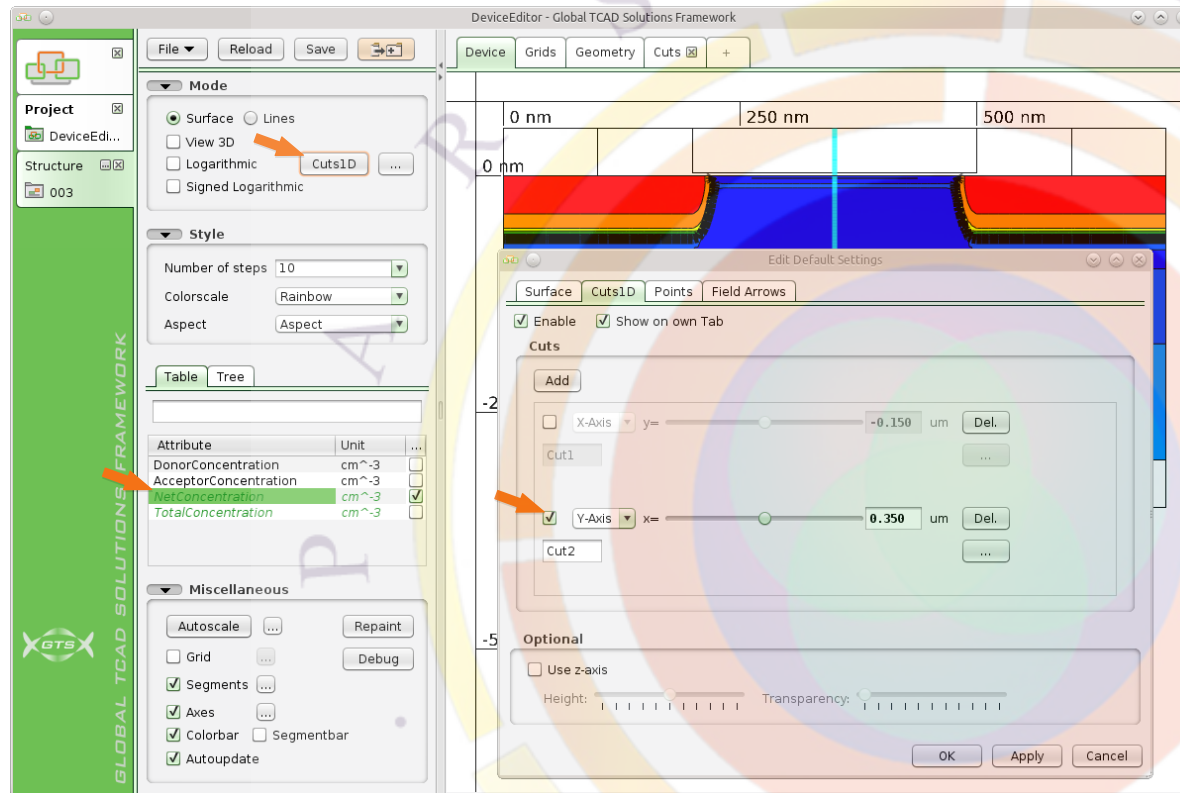 DeviceEditor - Global TCAD Solutions Framework
File Reload Save
Device Grids Geometry Cuts +
Project
DeviceEdi...
Structure
003
GTS
GLOBAL TCAD SOLUTIONS FRAMEWORK
Mode
Surface Lines
View 3D
Logarithmic Cuts1D ...
Signed Logarithmic
Style
Number of steps 10
Colorscale Rainbow
Aspect Aspect
Table Tree
Attribute Unit ...
DonorConcentration cm^-3
AcceptorConcentration cm^-3
NetConcentration cm^-3
TotalConcentration cm^-3
Miscellaneous
Autoscale ... Repaint
Grid ... Debug
Segments ...
Axes ...
Colorbar Segmentbar
Autoupdate
0 nm 250 nm 500 nm
0 nm
-2
-5
Edit Default Settings
Surface Cuts1D Points Field Arrows
Enable Show on own Tab
Cuts
Add
X-Axis y= -0.150 um Del.
Cut1 ...
Y-Axis x= 0.350 um Del.
Cut2 ...
Optional
Use z-axis
Height: Transparency:
OK Apply Cancel
P A R S